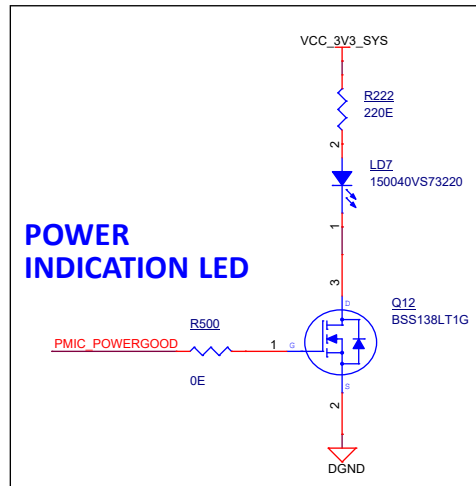 VCC_3V3_SYS
R222
220E
2
LD7
150040VS73220
1
POWER
INDICATION LED
3
D
Q12
BSS138LT1G
R500
PMIC_POWERGOOD
1
G
0E
S
2
DGND